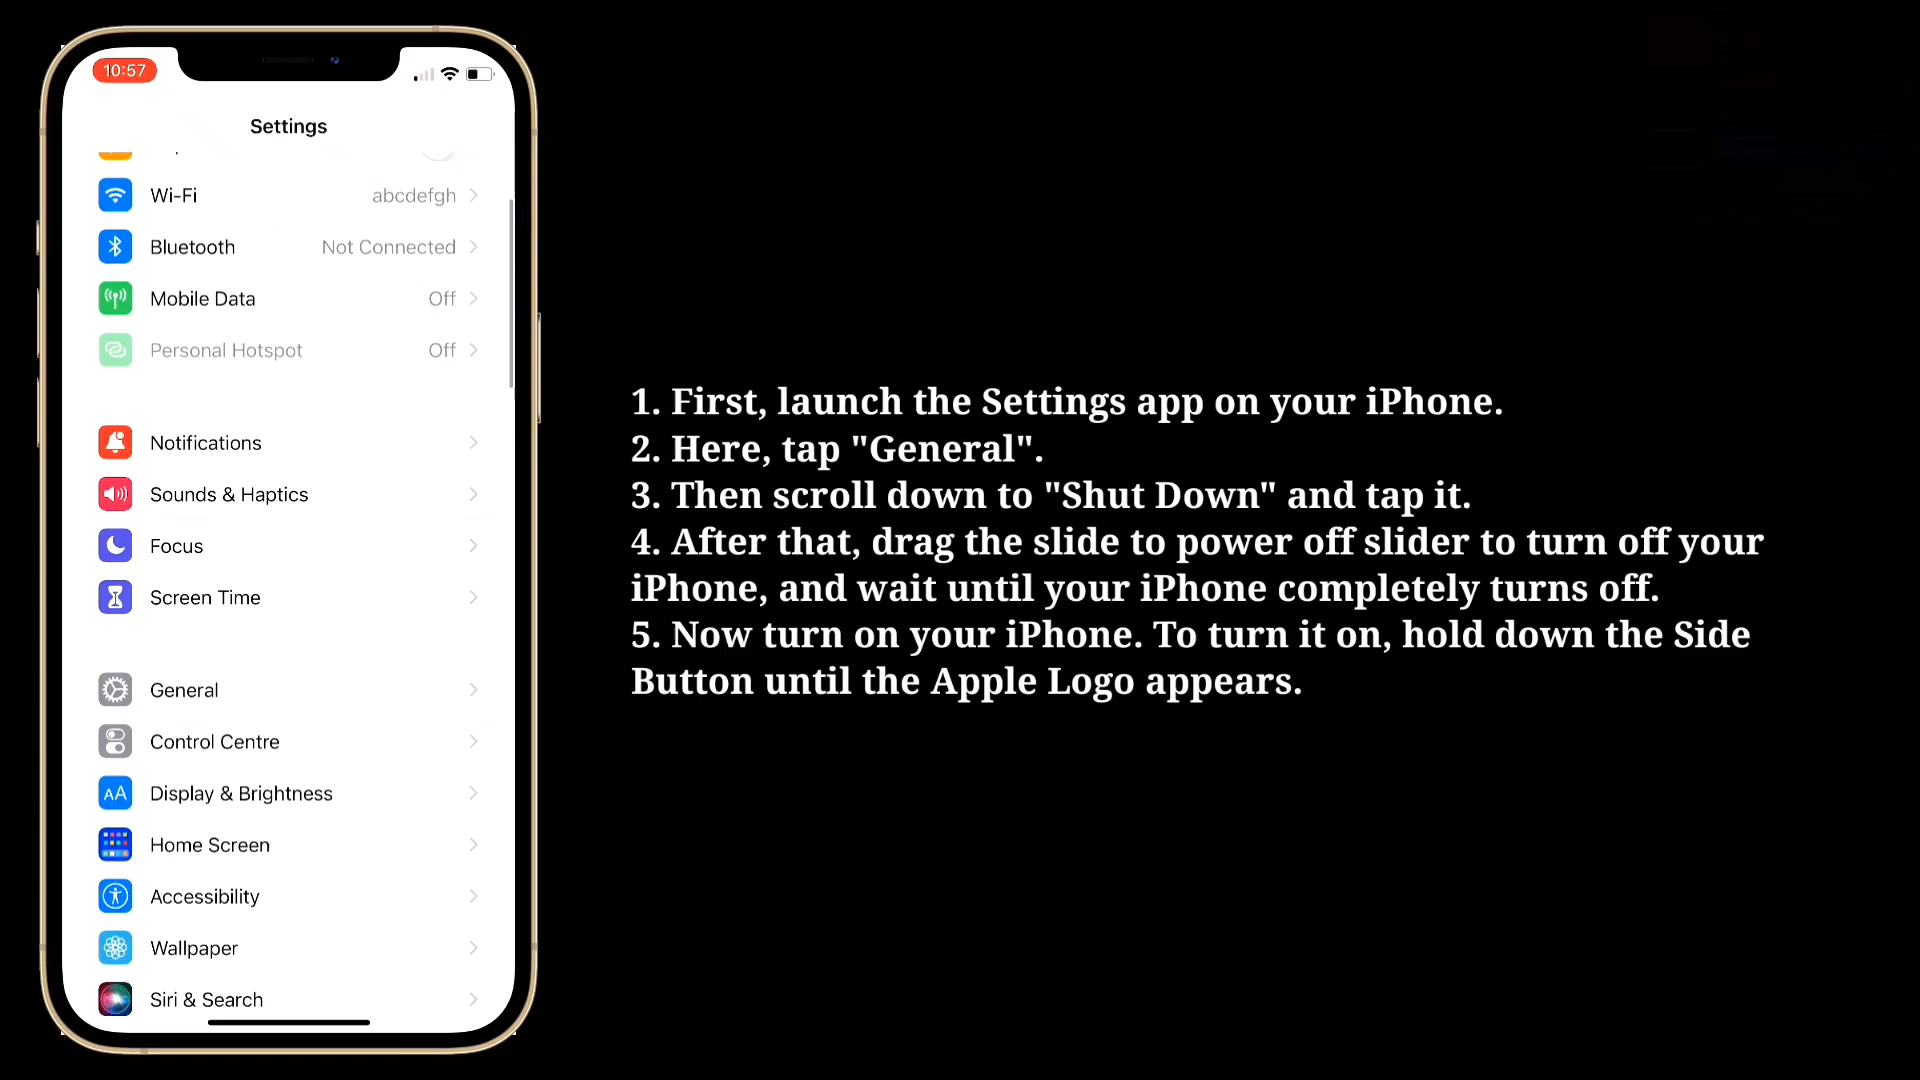 10:57
Settings
Wi-Fi abcdefgh
Bluetooth Not Connected
Mobile Data Off
Personal Hotspot Off
Notifications
Sounds & Haptics
Focus
Screen Time
General
Control Centre
AA Display & Brightness
Home Screen
Accessibility
Wallpaper
Siri & Search
1. First, launch the Settings app on your iPhone.
2. Here, tap "General".
3. Then scroll down to "Shut Down" and tap it.
4. After that, drag the slide to power off slider to turn off your
iPhone, and wait until your iPhone completely turns off.
5. Now turn on your iPhone. To turn it on, hold down the Side
Button until the Apple Logo appears.